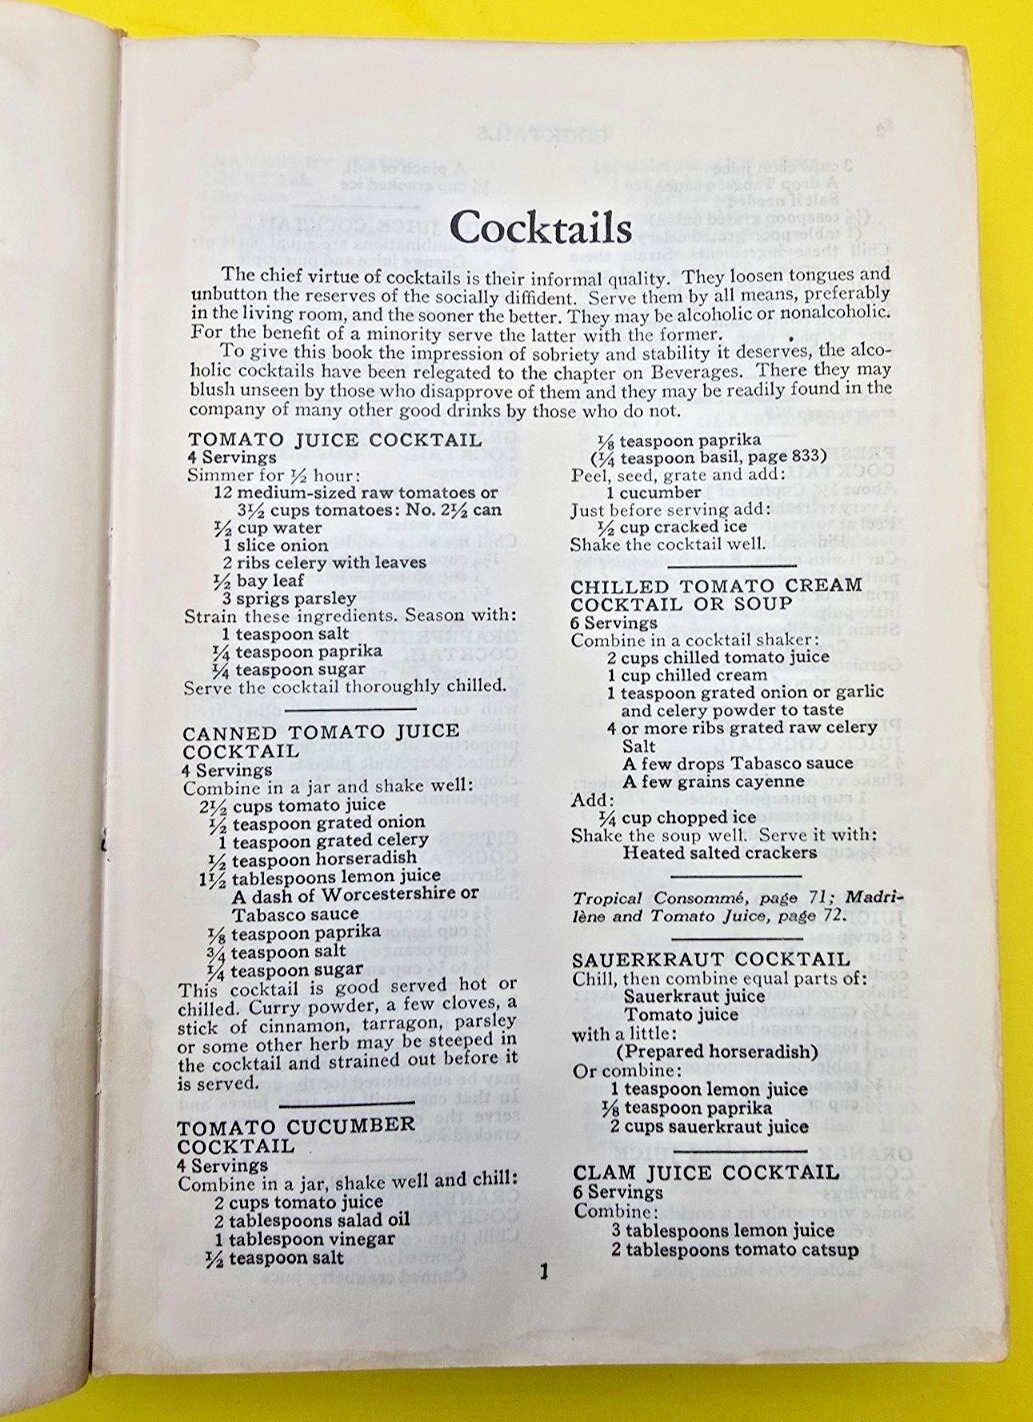 Cocktails
The chief virtue of cocktails is their informal quality. They loosen tongues and
unbutton the reserves of the socially diffident. Serve them by all means, preferably
in the living room, and the sooner the better. They may be alcoholic or nonalcoholic.
For the benefit of a minority serve the latter with the former.
To give this book the impression of sobriety and stability it deserves, the alco-
holic cocktails have been relegated to the chapter on Beverages. There they may
blush unseen by those who disapprove of them and they may be readily found in the
company of many other good drinks by those who do not.
TOMATO JUICE COCKTAIL
4 Servings
Simmer for ½ hour:
12 medium-sized raw tomatoes or
3½ cups tomatoes: No. 2½ can
½ cup water
1 slice onion
2 ribs celery with leaves
½ bay leaf
3 sprigs parsley
Strain these ingredients. Season with:
1 teaspoon salt
¼ teaspoon paprika
¼ teaspoon sugar
Serve the cocktail thoroughly chilled.
CANNED TOMATO JUICE
COCKTAIL
4 Servings
Combine in a jar and shake well:
2½ cups tomato juice
½ teaspoon grated onion
1 teaspoon grated celery
½ teaspoon horseradish
1½ tablespoons lemon juice
A dash of Worcestershire or
Tabasco sauce
⅛ teaspoon paprika
¾ teaspoon salt
¼ teaspoon sugar
This cocktail is good served hot or
chilled. Curry powder, a few cloves, a
stick of cinnamon, tarragon, parsley
or some other herb may be steeped in
the cocktail and strained out before it
is served.
TOMATO CUCUMBER
COCKTAIL
4 Servings
Combine in a jar, shake well and chill:
2 cups tomato juice
2 tablespoons salad oil
1 tablespoon vinegar
½ teaspoon salt
⅛ teaspoon paprika
(¼ teaspoon basil, page 833)
Peel, seed, grate and add:
1 cucumber
Just before serving add:
½ cup cracked ice
Shake the cocktail well.
CHILLED TOMATO CREAM
COCKTAIL OR SOUP
6 Servings
Combine in a cocktail shaker:
2 cups chilled tomato juice
1 cup chilled cream
1 teaspoon grated onion or garlic
and celery powder to taste
4 or more ribs grated raw celery
Salt
A few drops Tabasco sauce
A few grains cayenne
Add:
¼ cup chopped ice
Shake the soup well. Serve it with:
Heated salted crackers
Tropical Consommé, page 71; Madri-
lène and Tomato Juice, page 72.
SAUERKRAUT COCKTAIL
Chill, then combine equal parts of:
Sauerkraut juice
Tomato juice
with a little:
(Prepared horseradish)
Or combine:
1 teaspoon lemon juice
⅛ teaspoon paprika
2 cups sauerkraut juice
CLAM JUICE COCKTAIL
6 Servings
Combine:
3 tablespoons lemon juice
2 tablespoons tomato catsup
1